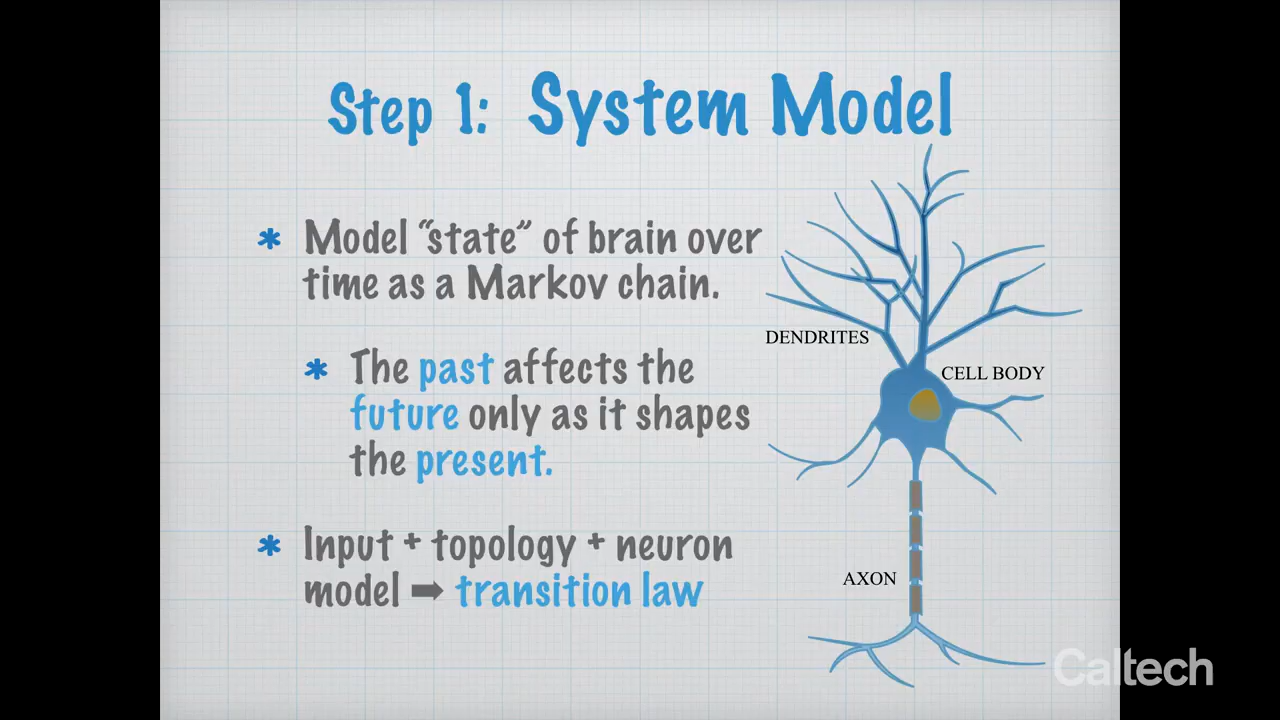 Step 1: System Model
* Model “state” of brain over
time as a Markov chain.
* The past affects the
future only as it shapes
the present.
* Input + topology + neuron
model ➡ transition law
DENDRITES
CELL BODY
AXON
Caltech